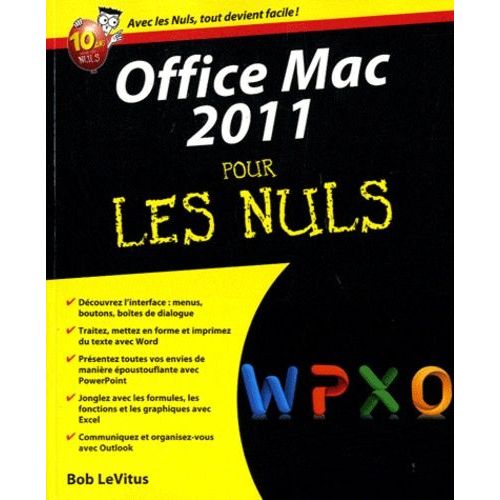 Avec les Nuls, tout devient facile !
10 ans
NULS
Office Mac
2011
POUR
LES NULS
✓ Découvrez l'interface : menus,
boutons, boîtes de dialogue
✓ Traitez, mettez en forme et imprimez
du texte avec Word
✓ Présentez toutes vos envies de
manière époustouflante avec
PowerPoint
✓ Jonglez avec les formules, les
fonctions et les graphiques avec
Excel
✓ Communiquez et organisez-vous
avec Outlook
W P X O
Bob LeVitus